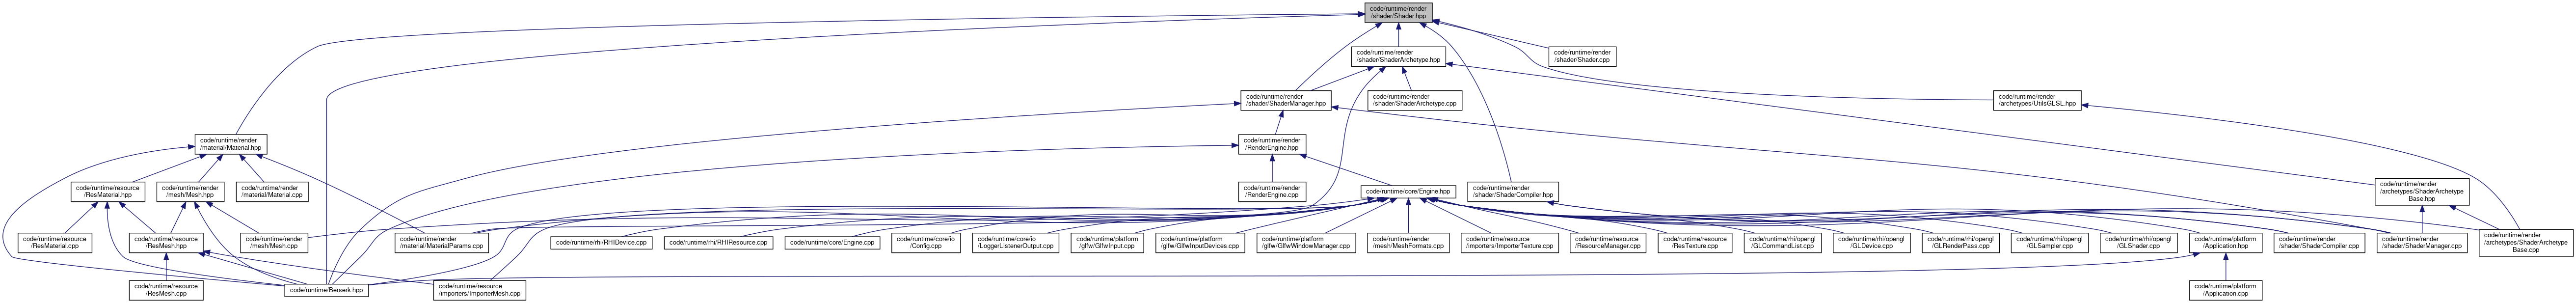 code/runtime/render
/shader/Shader.hpp
code/runtime/render
/shader/ShaderArchetype.hpp
code/runtime/render
/shader/Shader.cpp
code/runtime/render
/shader/ShaderManager.hpp
code/runtime/render
/shader/ShaderArchetype.cpp
code/runtime/render
/archetypes/UtilsGLSL.hpp
code/runtime/render
/material/Material.hpp
code/runtime/render
/RenderEngine.hpp
code/runtime/resource
/ResMaterial.hpp
code/runtime/render
/mesh/Mesh.hpp
code/runtime/render
/material/Material.cpp
code/runtime/render
/RenderEngine.cpp
code/runtime/core/Engine.hpp
code/runtime/render
/shader/ShaderCompiler.hpp
code/runtime/render
/archetypes/ShaderArchetype
Base.hpp
code/runtime/resource
/ResMaterial.cpp
code/runtime/resource
/ResMesh.hpp
code/runtime/render
/mesh/Mesh.cpp
code/runtime/render
/material/MaterialParams.cpp
code/runtime/rhi/RHIDevice.cpp
code/runtime/rhi/RHIResource.cpp
code/runtime/core/Engine.cpp
code/runtime/core/io
/Config.cpp
code/runtime/core/io
/LoggerListenerOutput.cpp
code/runtime/platform
/glfw/GlfwInput.cpp
code/runtime/platform
/glfw/GlfwInputDevices.cpp
code/runtime/platform
/glfw/GlfwWindowManager.cpp
code/runtime/render
/mesh/MeshFormats.cpp
code/runtime/resource
/importers/ImporterTexture.cpp
code/runtime/resource
/ResourceManager.cpp
code/runtime/resource
/ResTexture.cpp
code/runtime/rhi/opengl
/GLCommandList.cpp
code/runtime/rhi/opengl
/GLDevice.cpp
code/runtime/rhi/opengl
/GLRenderPass.cpp
code/runtime/rhi/opengl
/GLSampler.cpp
code/runtime/rhi/opengl
/GLShader.cpp
code/runtime/platform
/Application.hpp
code/runtime/render
/shader/ShaderCompiler.cpp
code/runtime/render
/shader/ShaderManager.cpp
code/runtime/render
/archetypes/ShaderArchetype
Base.cpp
code/runtime/resource
/ResMesh.cpp
code/runtime/Berserk.hpp
code/runtime/resource
/importers/ImporterMesh.cpp
code/runtime/platform
/Application.cpp